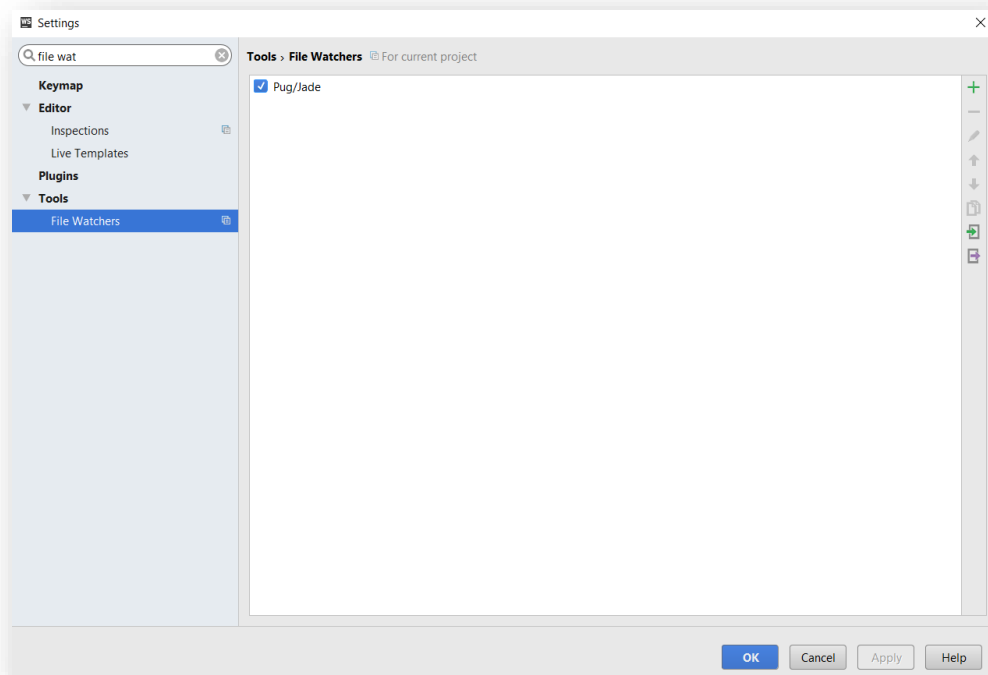 WS Settings
file wat
Tools › File Watchers For current project
Keymap
Editor
Inspections
Live Templates
Plugins
Tools
File Watchers
Pug/Jade
OK Cancel Apply Help